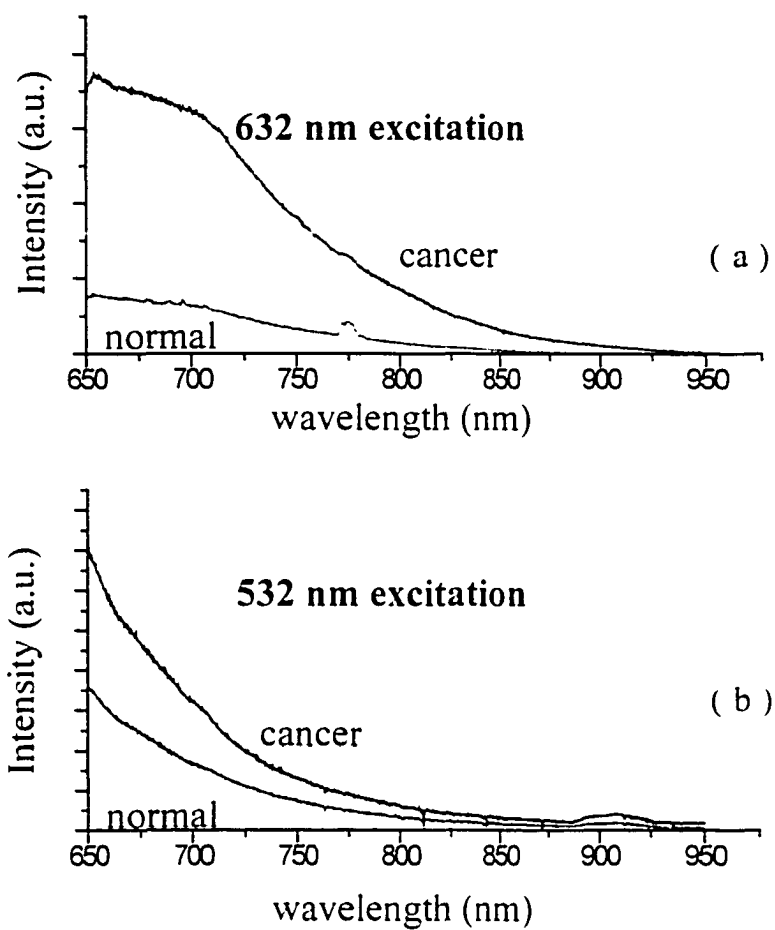 Intensity (a.u.)
632 nm excitation
cancer
( a )
normal
650 700 750 800 850 900 950
wavelength (nm)
Intensity (a.u.)
532 nm excitation
( b )
cancer
normal
650 700 750 800 850 900 950
wavelength (nm)